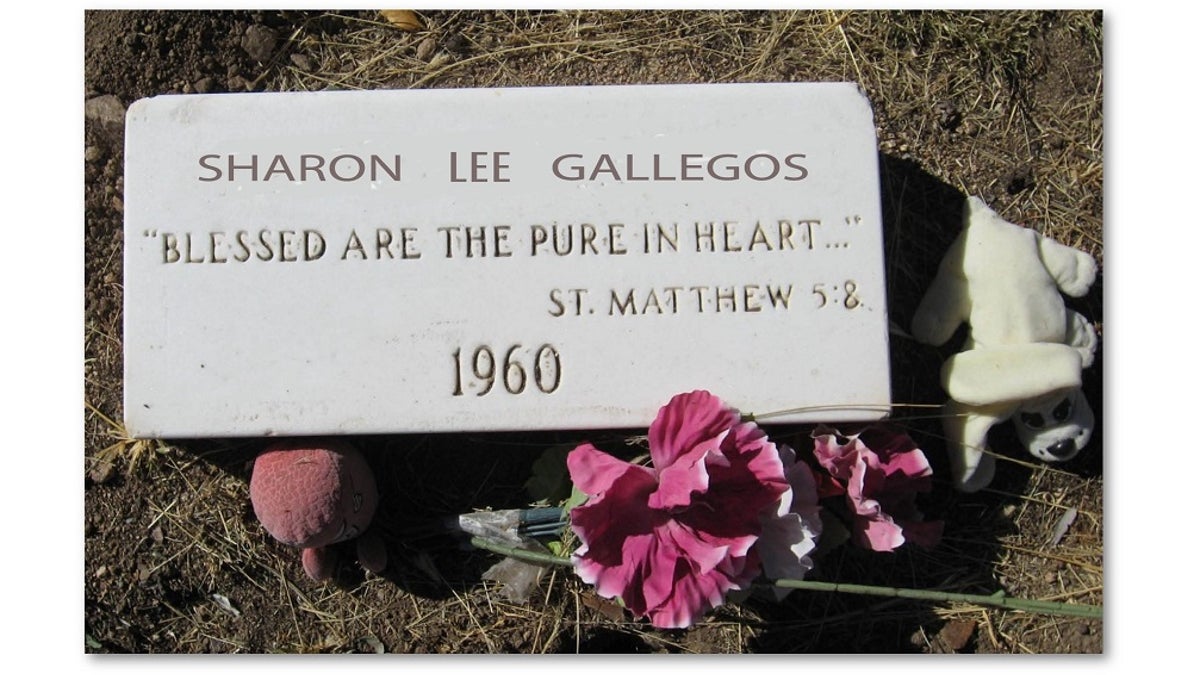 SHARON LEE GALLEGOS
"BLESSED ARE THE PURE IN HEART..."
ST. MATTHEW 5:8
1960